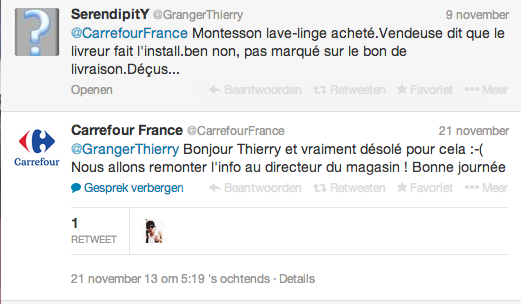 SerendipitY @GrangerThierry 9 november
@CarrefourFrance Montesson lave-linge acheté.Vendeuse dit que le
livreur fait l'install.ben non, pas marqué sur le bon de
livraison.Déçus...
Openen Beantwoorden Retweeten Favoriet Meer
Carrefour France @CarrefourFrance 21 november
@GrangerThierry Bonjour Thierry et vraiment désolé pour cela :-(
Nous allons remonter l'info au directeur du magasin ! Bonne journée
Carrefour
Gesprek verbergen Beantwoorden Retweeten Favoriet Meer
1
RETWEET
21 november 13 om 5:19 's ochtends · Details